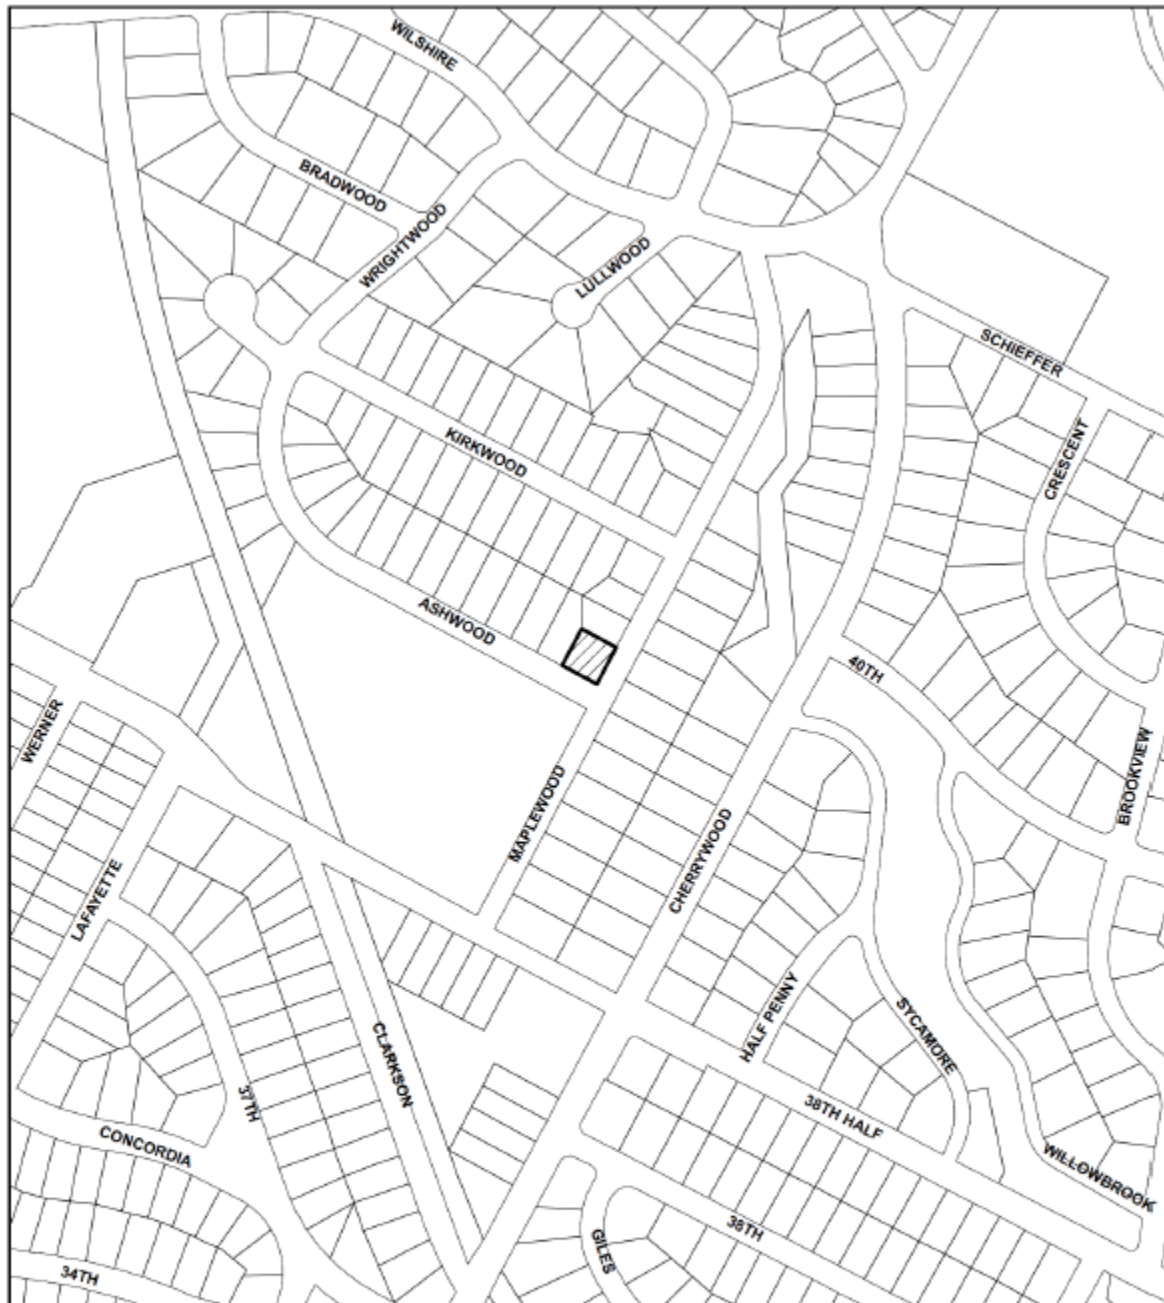 WILSHIRE
BRADWOOD
WRIGHTWOOD
LULLWOOD
SCHIEFFER
CRESCENT
KIRKWOOD
ASHWOOD
40TH
WERNER
BROOKVIEW
MAPLEWOOD
CHERRYWOOD
LAFAYETTE
HALF PENNY
SYCAMORE
CLARKSON
37TH
38TH HALF
CONCORDIA
WILLOWBROOK
38TH
GILES
34TH